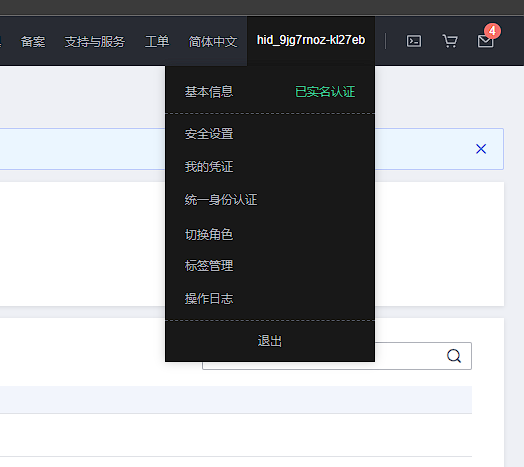 备案 支持与服务 工单 简体中文 hid_9jg7rnoz-kl27eb 4
基本信息 已实名认证
安全设置
我的凭证
统一身份认证
切换角色
标签管理
操作日志
退出